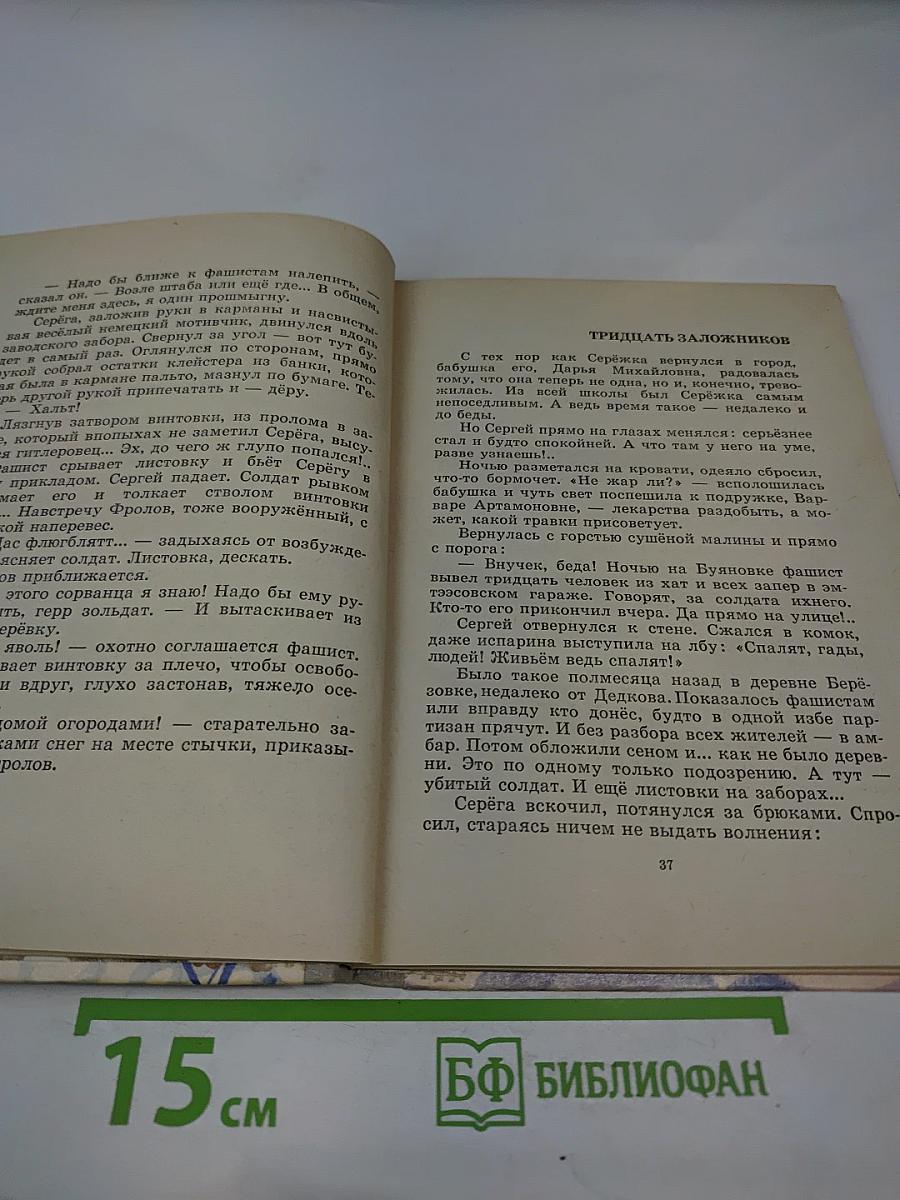 — Надо бы ближе к фашистам налепить, —
сказал он. — Возле штаба или ещё где... В общем,
ждите меня здесь, я один прошмыгну.
Серёга, заложив руки в карманы и насвисты-
вая весёлый немецкий мотивчик, двинулся вдоль
заводского забора. Свернул за угол — вот тут бу-
дет в самый раз. Оглянулся по сторонам, прямо
рукой собрал остатки клейстера из банки, кото-
ая была в кармане пальто, мазнул по бумаге. Те-
рь другой рукой припечатать и — дёру.
— Хальт!
Лязгнув затвором винтовки, из пролома в за-
е, который впопыхах не заметил Серёга, высу-
ся гитлеровец... Эх, до чего ж глупо попался!..
ашист срывает листовку и бьёт Серёгу в
у прикладом. Сергей падает. Солдат рывком
мает его и толкает стволом винтовки
... Навстречу Фролов, тоже вооружённый, с
кой наперевес.
Дас флюгблятт... — задыхаясь от возбужде-
ясняет солдат. Листовка, дескать.
ов приближается.
этого сорванца я знаю! Надо бы ему ру-
ить, герр зольдат. — И вытаскивает из
ерёвку.
яволь! — охотно соглашается фашист.
вает винтовку за плечо, чтобы освобо-
и вдруг, глухо застонав, тяжело осе-
.
домой огородами! — старательно за-
ками снег на месте стычки, приказы-
ролов.
ТРИДЦАТЬ ЗАЛОЖНИКОВ
С тех пор как Серёжка вернулся в город,
бабушка его, Дарья Михайловна, радовалась
тому, что она теперь не одна, но и, конечно, трево-
жилась. Из всей школы был Серёжка самым
непоседливым. А ведь время такое — недалеко и
до беды.
Но Сергей прямо на глазах менялся: серьёзнее
стал и будто спокойней. А что там у него на уме,
разве узнаешь!..
Ночью разметался на кровати, одеяло сбросил,
что-то бормочет. «Не жар ли?» — всполошилась
бабушка и чуть свет поспешила к подружке, Вар-
варе Артамоновне, — лекарства раздобыть, а мо-
жет, какой травки присоветует.
Вернулась с горстью сушёной малины и прямо
с порога:
— Внучек, беда! Ночью на Буяновке фашист
вывел тридцать человек из хат и всех запер в эм-
тээсовском гараже. Говорят, за солдата ихнего.
Кто-то его прикончил вчера. Да прямо на улице!..
Сергей отвернулся к стене. Сжался в комок,
даже испарина выступила на лбу: «Спалят, гады,
людей! Живьём ведь спалят!»
Было такое полмесяца назад в деревне Берё-
зовке, недалеко от Дедкова. Показалось фашистам
или вправду кто донёс, будто в одной избе пар-
тизан прячут. И без разбора всех жителей — в ам-
бар. Потом обложили сеном и... как не было дерев-
ни. Это по одному только подозрению. А тут —
убитый солдат. И ещё листовки на заборах...
Серёга вскочил, потянулся за брюками. Спро-
сил, стараясь ничем не выдать волнения:
37
15 см
БФ БИБЛИОФАН